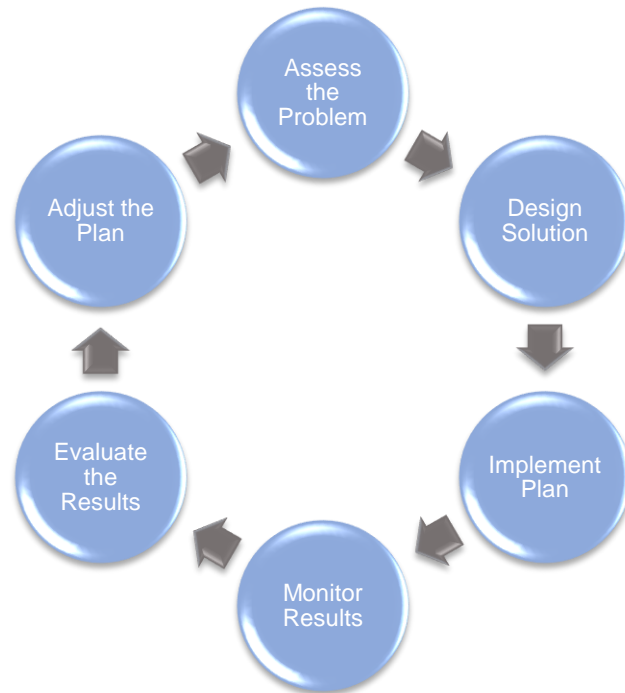 Assess
the
Problem
Design
Solution
Implement
Plan
Monitor
Results
Evaluate
the
Results
Adjust the
Plan